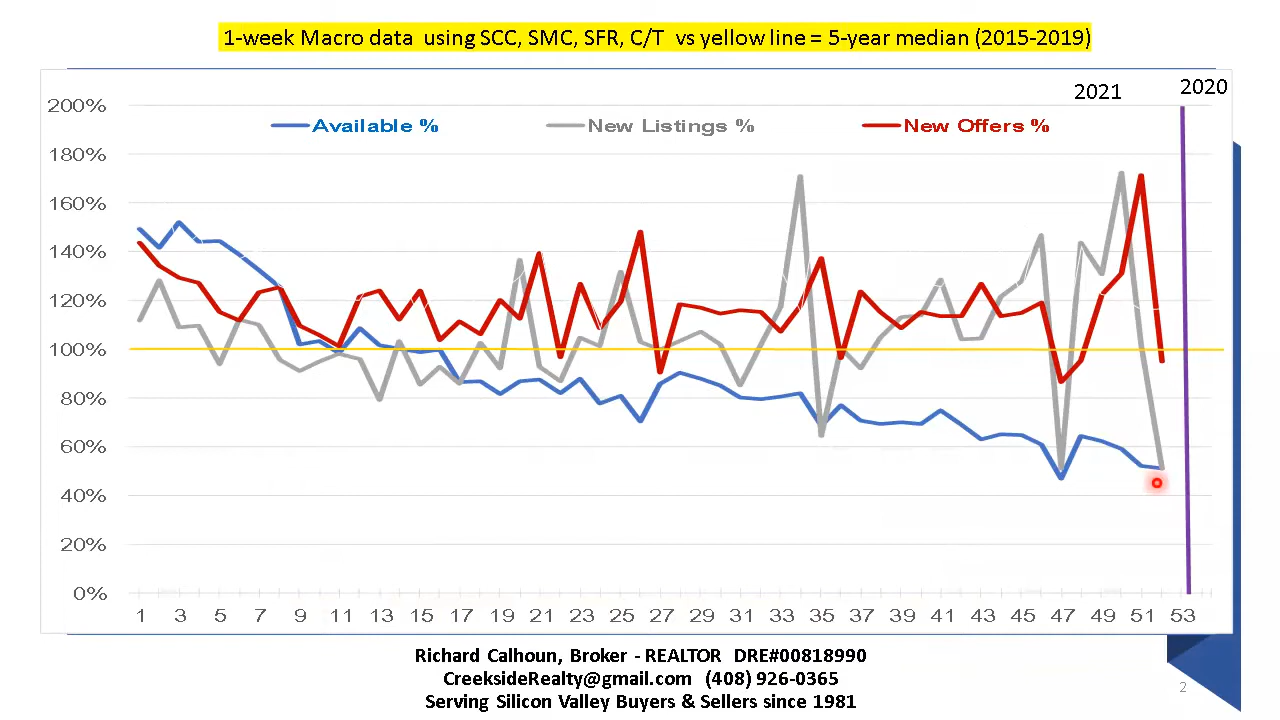 1-week Macro data using SCC, SMC, SFR, C/T vs yellow line = 5-year median (2015-2019)
2021 2020
Available % New Listings % New Offers %
200%
180%
160%
140%
120%
100%
80%
60%
40%
20%
0%
1 3 5 7 9 11 13 15 17 19 21 23 25 27 29 31 33 35 37 39 41 43 45 47 49 51 53
Richard Calhoun, Broker - REALTOR DRE#00818990
CreeksideRealty@gmail.com (408) 926-0365
Serving Silicon Valley Buyers & Sellers since 1981
2